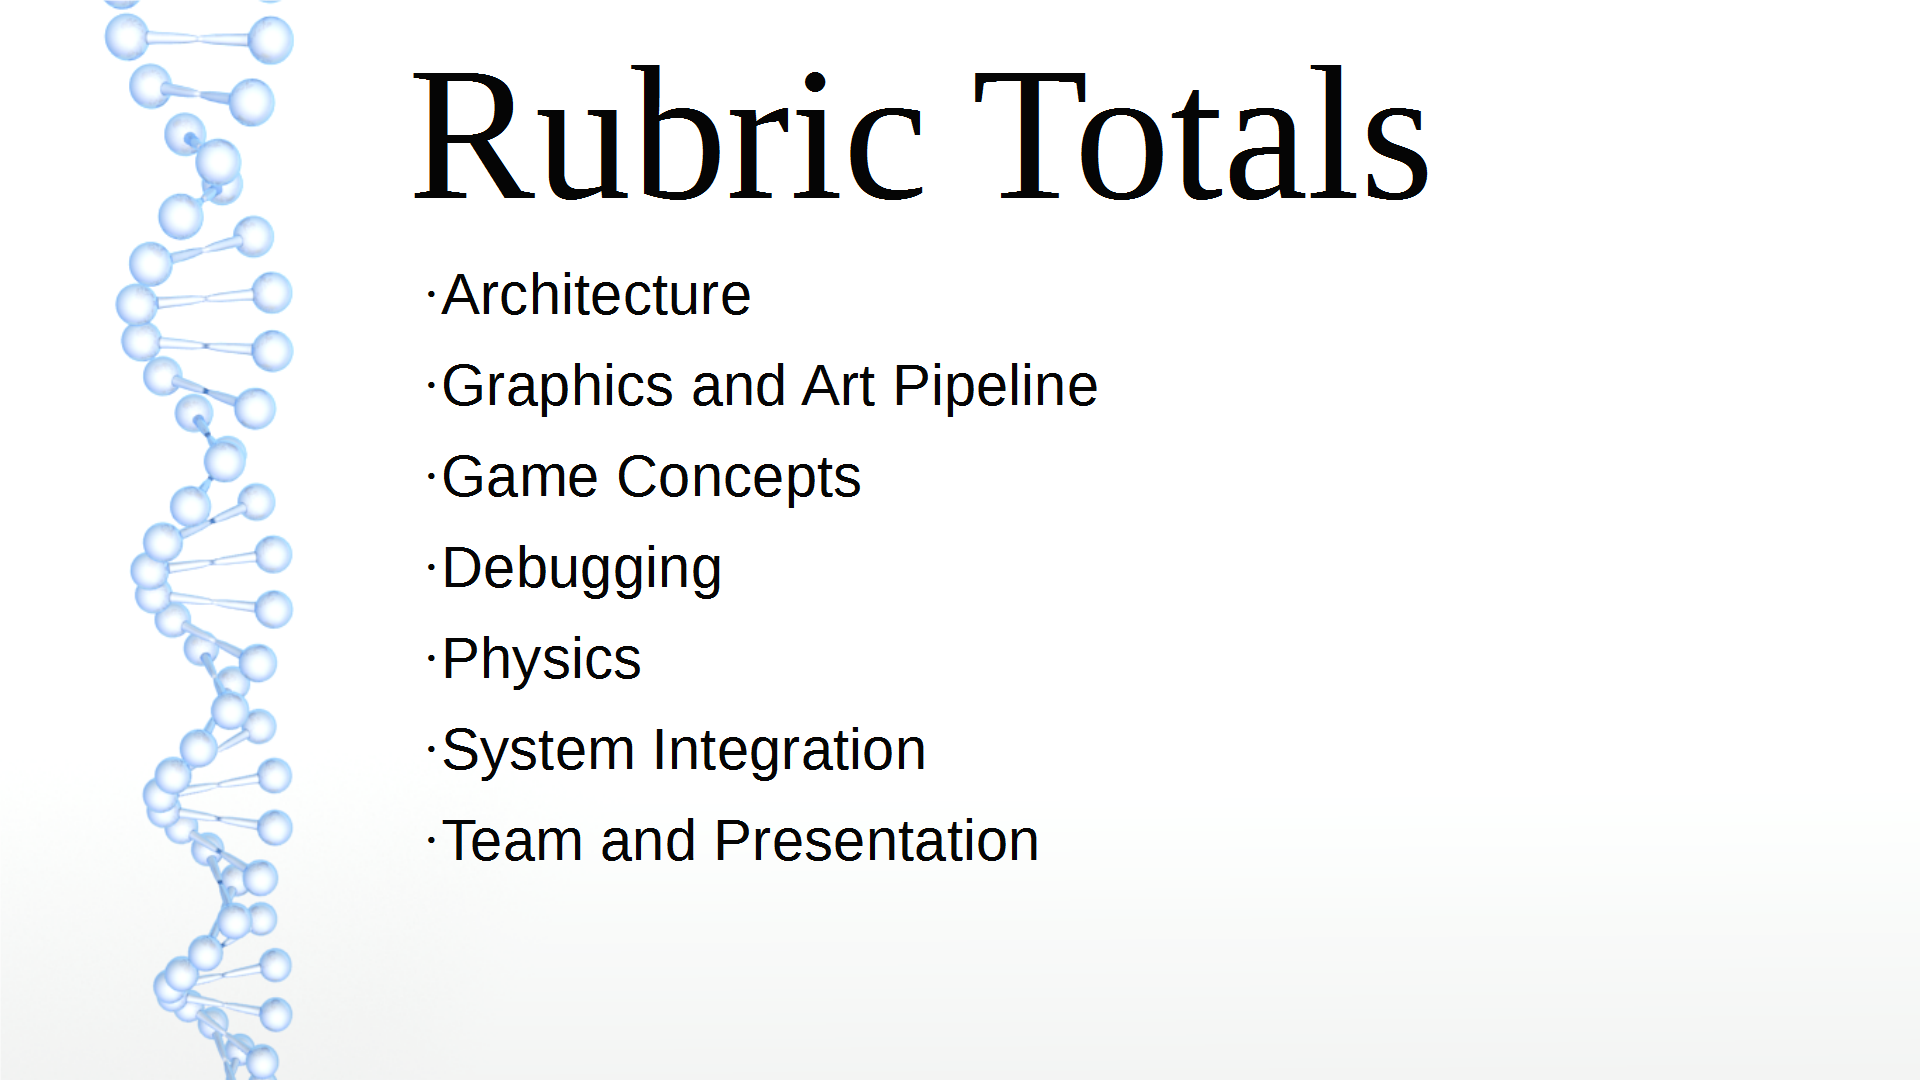 Rubric Totals
·Architecture
·Graphics and Art Pipeline
·Game Concepts
·Debugging
·Physics
·System Integration
·Team and Presentation